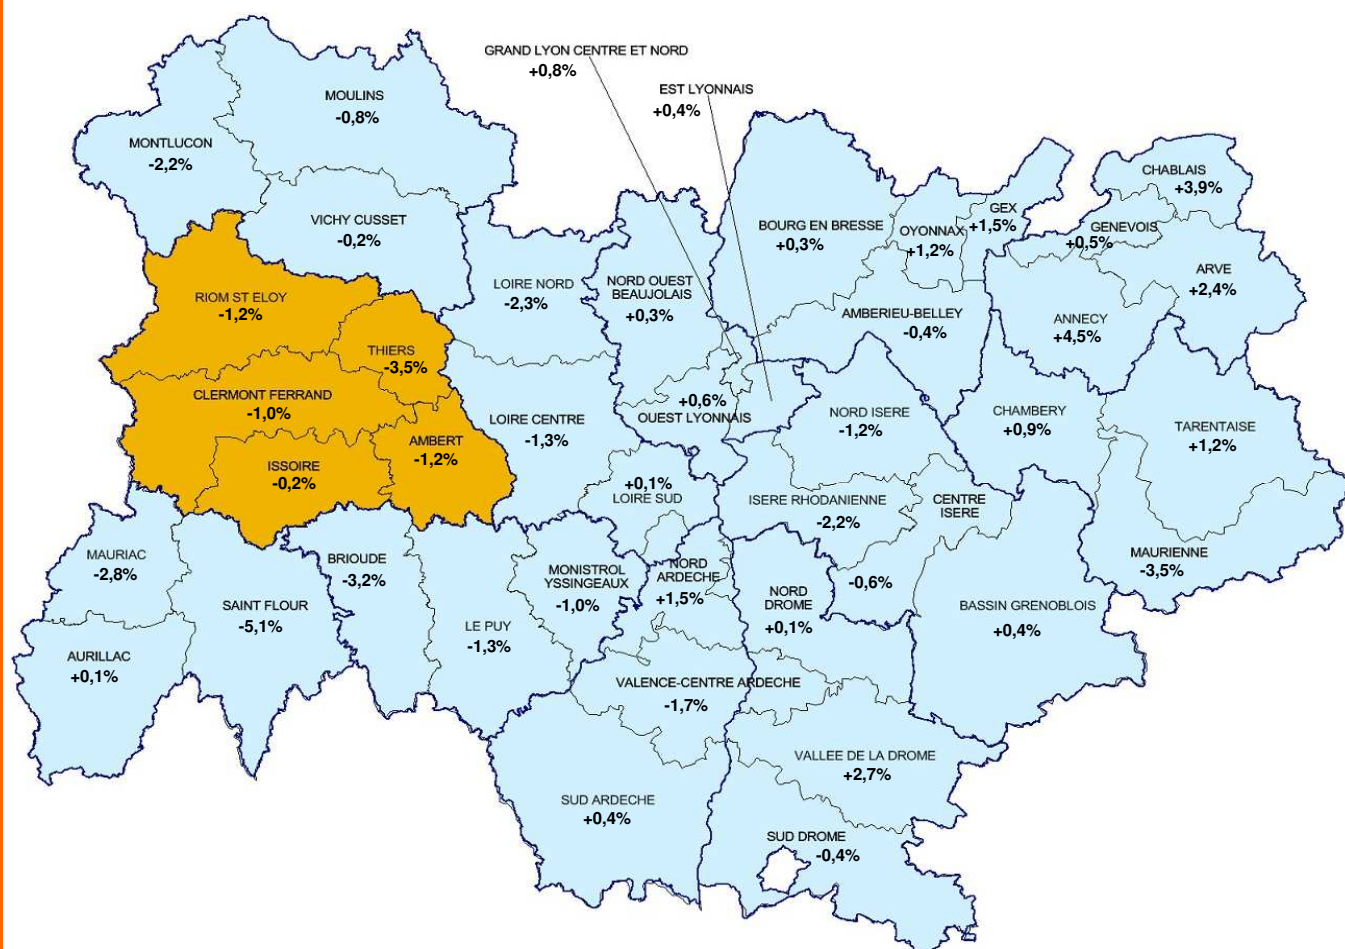 GRAND LYON CENTRE ET NORD
+0,8%
EST LYONNAIS
+0,4%
MOULINS
-0,8%
MONTLUCON
-2,2%
VICHY CUSSET
-0,2%
CHABLAIS
+3,9%
GEX
+1,5%
BOURG EN BRESSE
+0,3%
OYONNAX
+1,2%
GENEVOIS
+0,5%
ARVE
+2,4%
LOIRE NORD
-2,3%
NORD OUEST
BEAUJOLAIS
+0,3%
RIOM ST ELOY
-1,2%
AMBERIEU-BELLEY
-0,4%
ANNECY
+4,5%
THIERS
-3,5%
CLERMONT FERRAND
-1,0%
+0,6%
OUEST LYONNAIS
LOIRE CENTRE
-1,3%
NORD ISERE
-1,2%
CHAMBERY
+0,9%
TARENTAISE
+1,2%
AMBERT
-1,2%
ISSOIRE
-0,2%
+0,1%
LOIRE SUD
ISERE RHODANIENNE
-2,2%
CENTRE
ISERE
-0,6%
MAURIAC
-2,8%
BRIOUDE
-3,2%
MONISTROL
YSSINGEAUX
-1,0%
NORD
ARDECHE
+1,5%
NORD
DROME
+0,1%
MAURIENNE
-3,5%
SAINT FLOUR
-5,1%
LE PUY
-1,3%
BASSIN GRENOBLOIS
+0,4%
AURILLAC
+0,1%
VALENCE-CENTRE ARDECHE
-1,7%
VALLEE DE LA DROME
+2,7%
SUD ARDECHE
+0,4%
SUD DROME
-0,4%